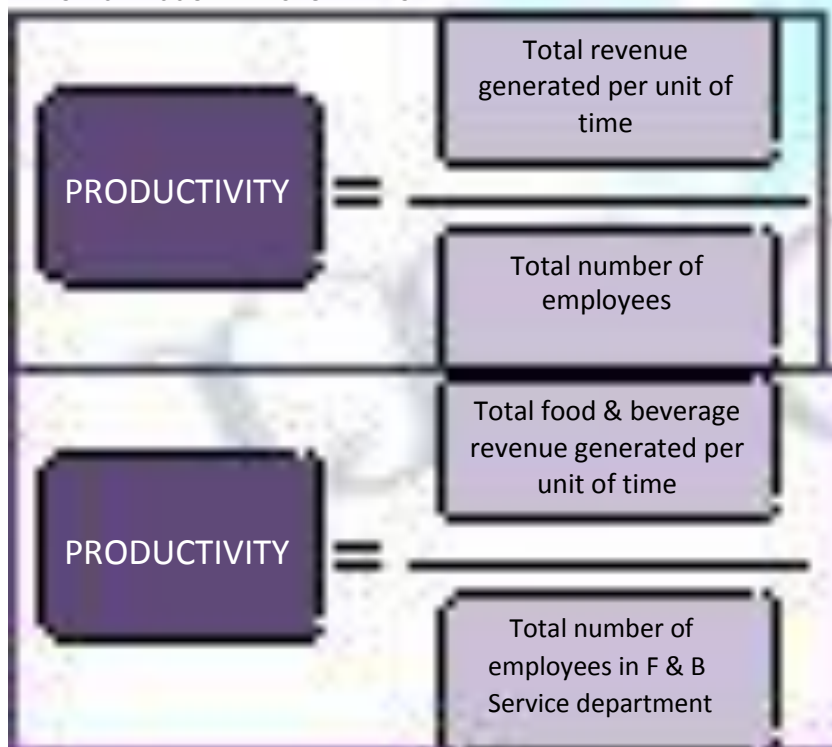 Total revenue
generated per unit of
time
PRODUCTIVITY
=
Total number of
employees
Total food & beverage
revenue generated per
unit of time
PRODUCTIVITY
=
Total number of
employees in F & B
Service department